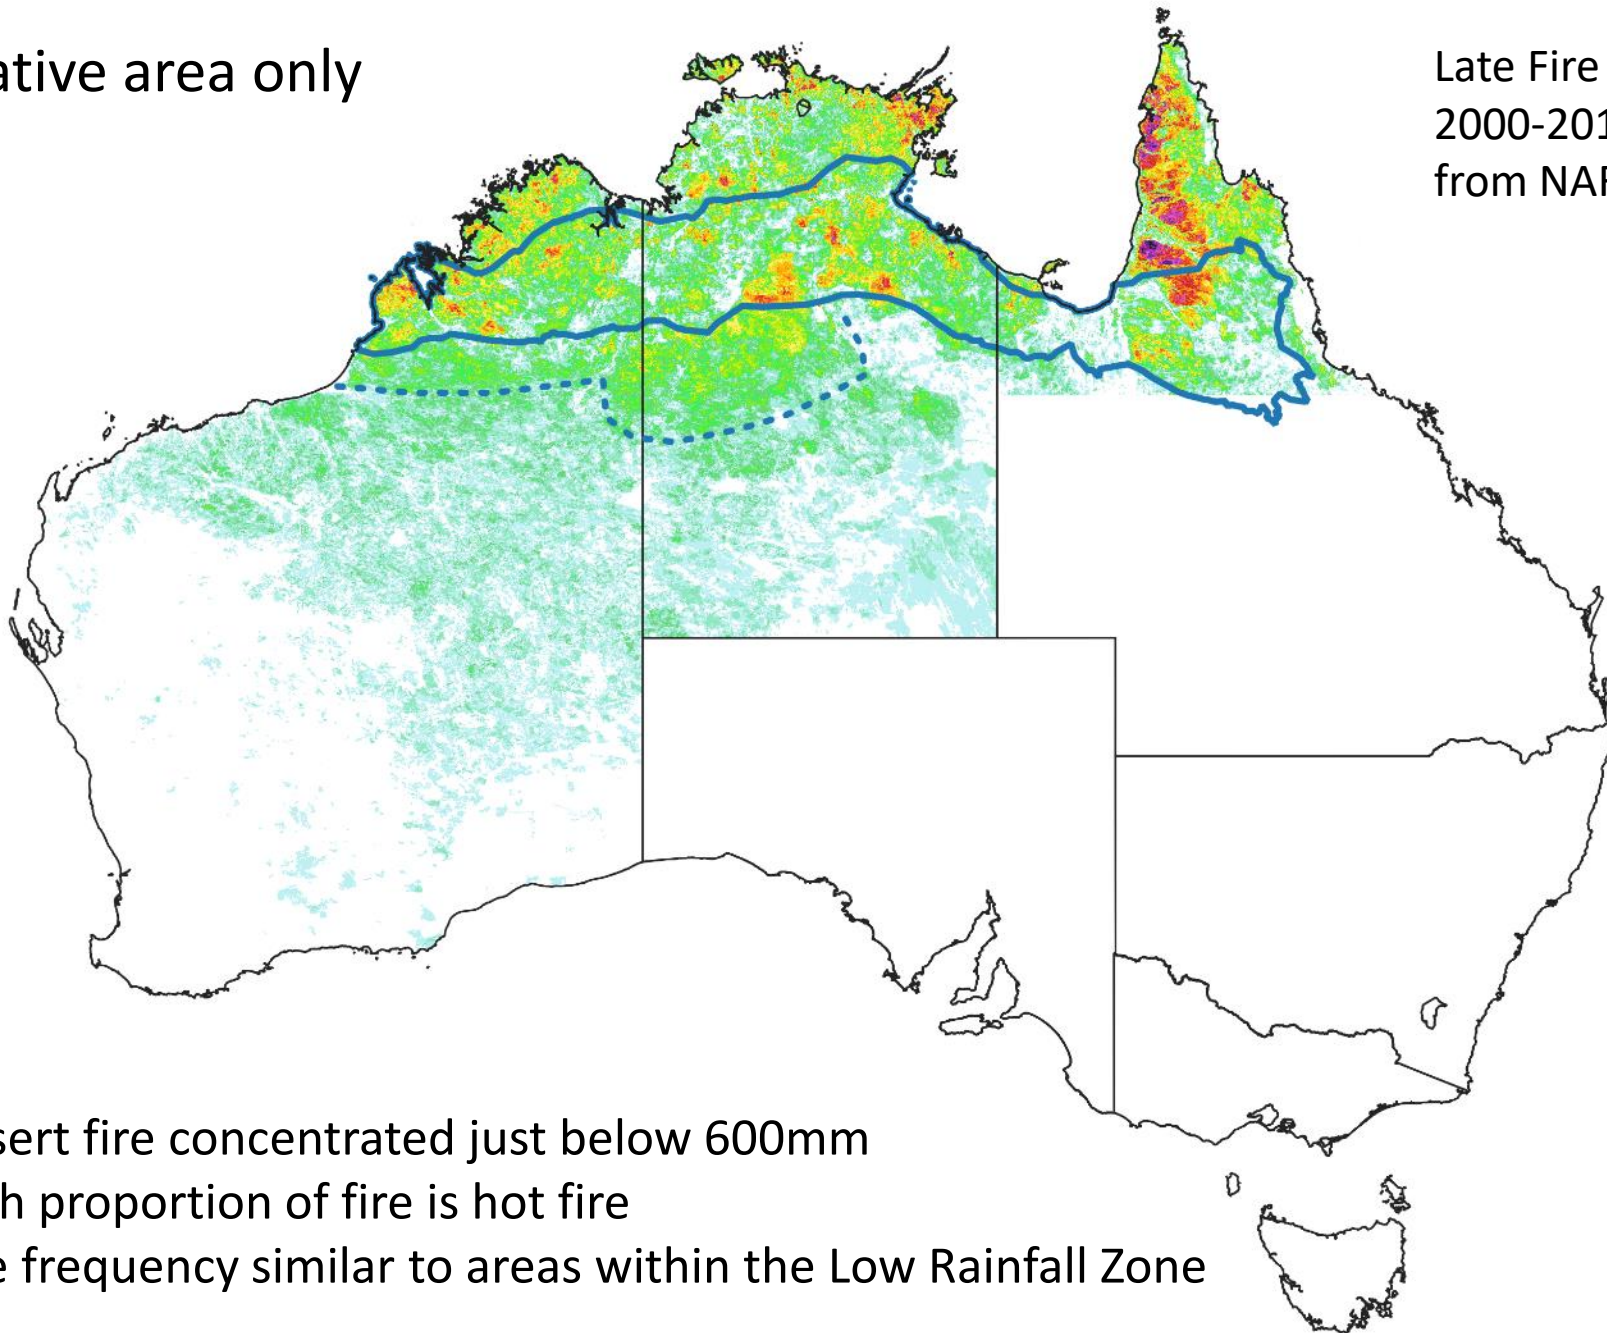 ative area only
Late Fire
2000-201
from NAF
sert fire concentrated just below 600mm
h proportion of fire is hot fire
e frequency similar to areas within the Low Rainfall Zone